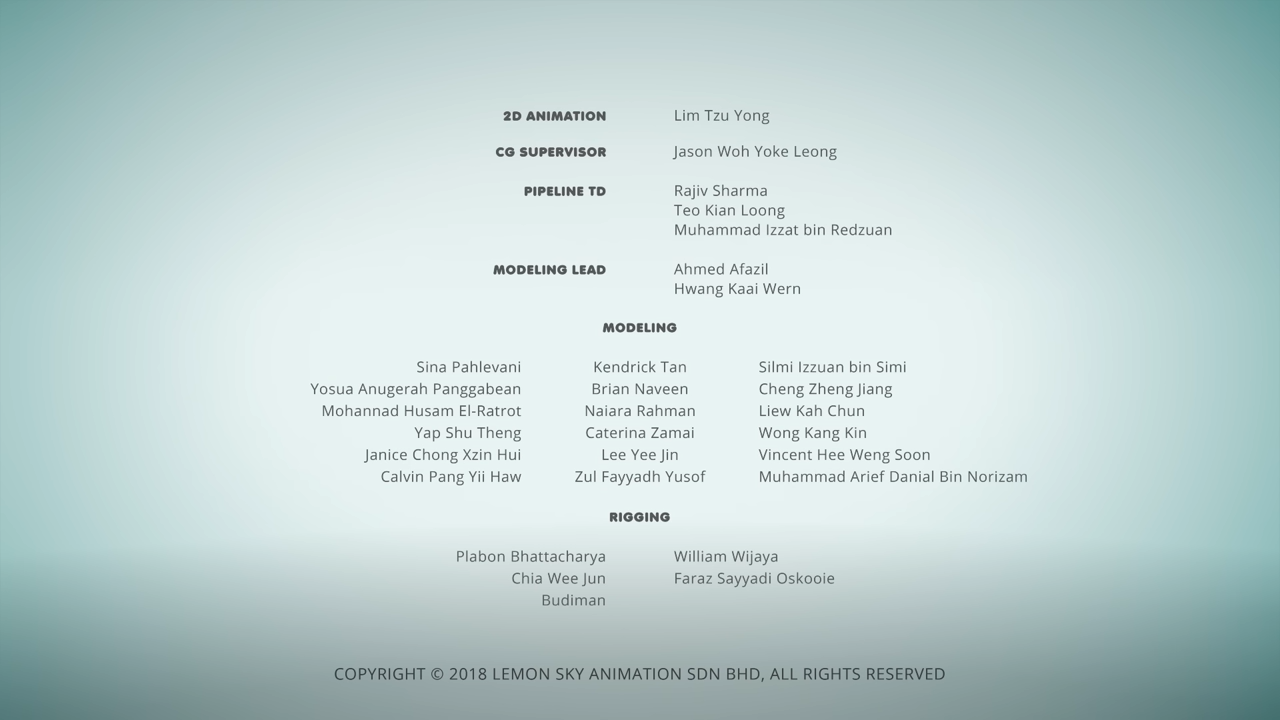 2D ANIMATION Lim Tzu Yong
CG SUPERVISOR Jason Woh Yoke Leong
PIPELINE TD Rajiv Sharma
Teo Kian Loong
Muhammad Izzat bin Redzuan
MODELING LEAD Ahmed Afazil
Hwang Kaai Wern
MODELING
Sina Pahlevani Kendrick Tan Silmi Izzuan bin Simi
Yosua Anugerah Panggabean Brian Naveen Cheng Zheng Jiang
Mohannad Husam El-Ratrot Naiara Rahman Liew Kah Chun
Yap Shu Theng Caterina Zamai Wong Kang Kin
Janice Chong Xzin Hui Lee Yee Jin Vincent Hee Weng Soon
Calvin Pang Yii Haw Zul Fayyadh Yusof Muhammad Arief Danial Bin Norizam
RIGGING
Plabon Bhattacharya William Wijaya
Chia Wee Jun Faraz Sayyadi Oskooie
Budiman
COPYRIGHT © 2018 LEMON SKY ANIMATION SDN BHD, ALL RIGHTS RESERVED